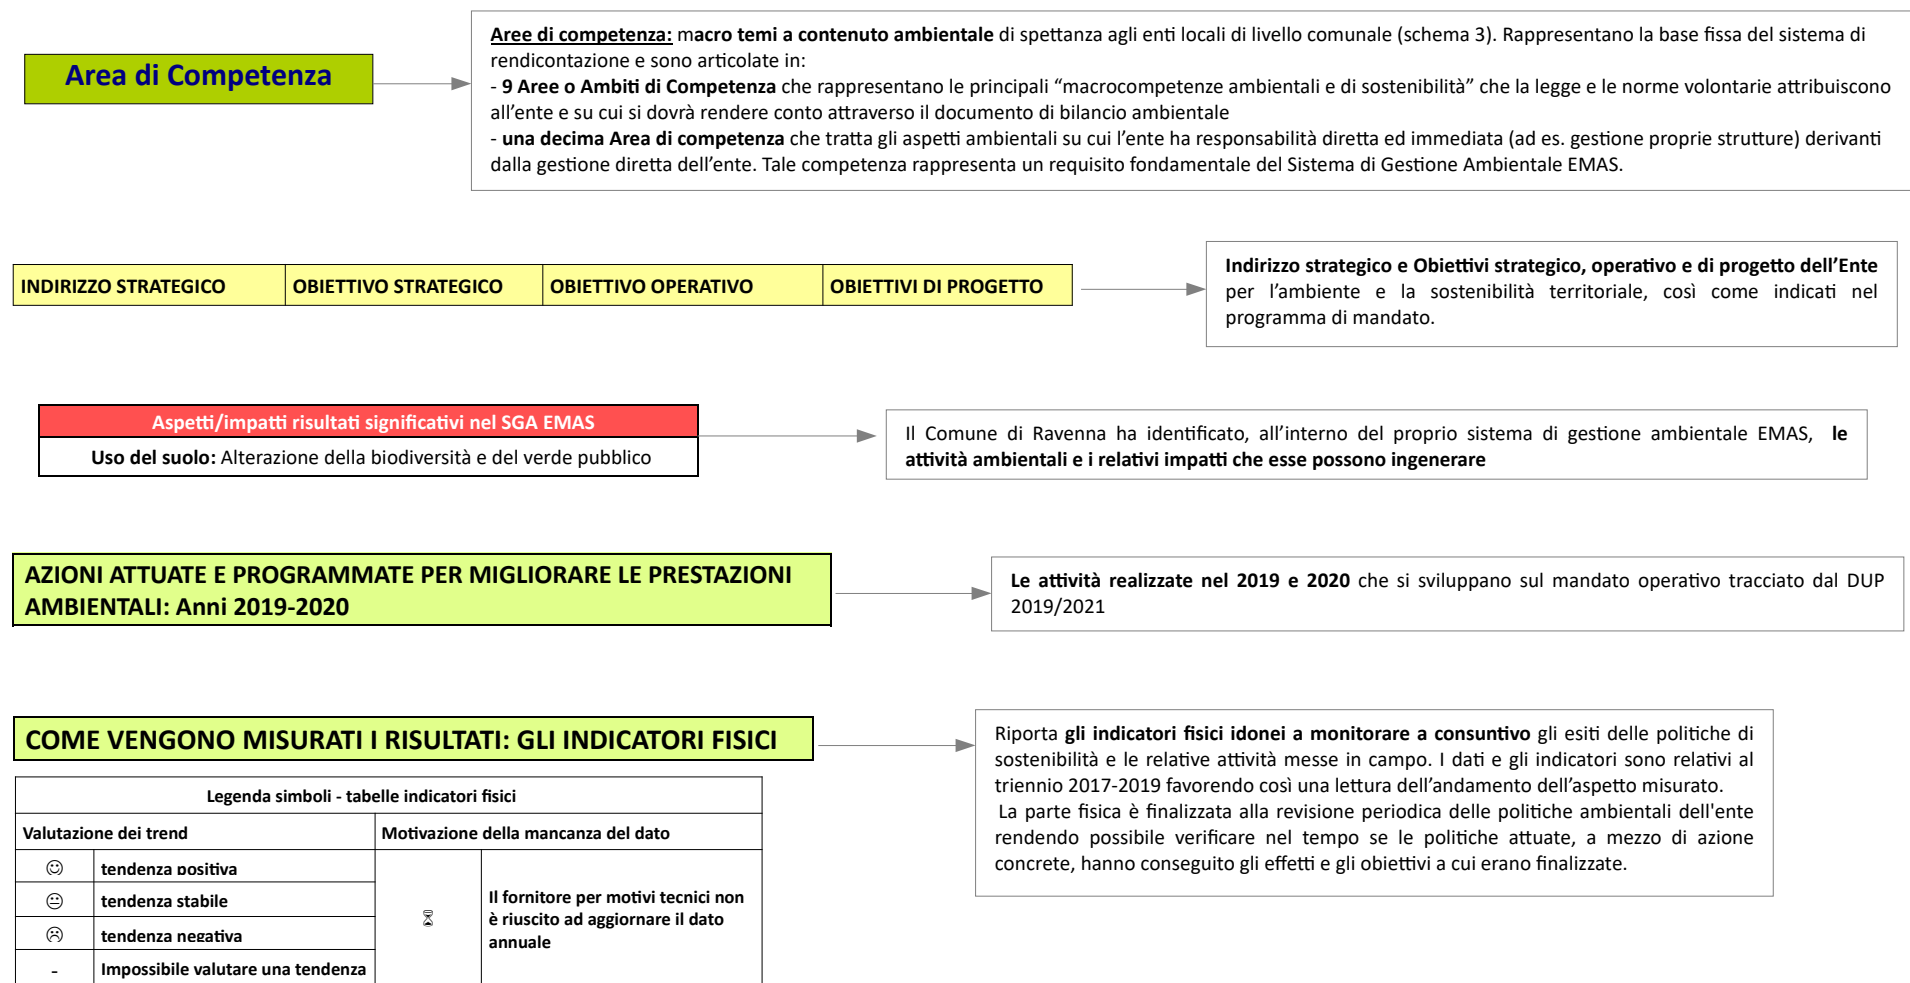 Area di Competenza
Aree di competenza: macro temi a contenuto ambientale di spettanza agli enti locali di livello comunale (schema 3). Rappresentano la base fissa del sistema di
rendicontazione e sono articolate in:
- 9 Aree o Ambiti di Competenza che rappresentano le principali “macrocompetenze ambientali e di sostenibilità” che la legge e le norme volontarie attribuiscono
all’ente e su cui si dovrà rendere conto attraverso il documento di bilancio ambientale
- una decima Area di competenza che tratta gli aspetti ambientali su cui l’ente ha responsabilità diretta ed immediata (ad es. gestione proprie strutture) derivanti
dalla gestione diretta dell’ente. Tale competenza rappresenta un requisito fondamentale del Sistema di Gestione Ambientale EMAS.
INDIRIZZO STRATEGICO
OBIETTIVO STRATEGICO
OBIETTIVO OPERATIVO
OBIETTIVI DI PROGETTO
Indirizzo strategico e Obiettivi strategico, operativo e di progetto dell’Ente
per l’ambiente e la sostenibilità territoriale, così come indicati nel
programma di mandato.
Aspetti/impatti risultati significativi nel SGA EMAS
Uso del suolo: Alterazione della biodiversità e del verde pubblico
Il Comune di Ravenna ha identificato, all’interno del proprio sistema di gestione ambientale EMAS, le
attività ambientali e i relativi impatti che esse possono ingenerare
AZIONI ATTUATE E PROGRAMMATE PER MIGLIORARE LE PRESTAZIONI
AMBIENTALI: Anni 2019-2020
Le attività realizzate nel 2019 e 2020 che si sviluppano sul mandato operativo tracciato dal DUP
2019/2021
COME VENGONO MISURATI I RISULTATI: GLI INDICATORI FISICI
Riporta gli indicatori fisici idonei a monitorare a consuntivo gli esiti delle politiche di
sostenibilità e le relative attività messe in campo. I dati e gli indicatori sono relativi al
triennio 2017-2019 favorendo così una lettura dell’andamento dell’aspetto misurato.
La parte fisica è finalizzata alla revisione periodica delle politiche ambientali dell'ente
rendendo possibile verificare nel tempo se le politiche attuate, a mezzo di azione
concrete, hanno conseguito gli effetti e gli obiettivi a cui erano finalizzate.
Legenda simboli - tabelle indicatori fisici
Valutazione dei trend
Motivazione della mancanza del dato
☺ tendenza positiva
😐 tendenza stabile
☹ tendenza negativa
- Impossibile valutare una tendenza
⌛ Il fornitore per motivi tecnici non
è riuscito ad aggiornare il dato
annuale